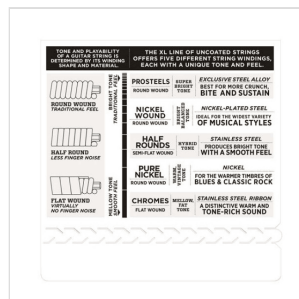 TONE AND PLAYABILITY
OF A GUITAR STRING IS
DETERMINED BY ITS WINDING
SHAPE AND MATERIAL.
THE XL LINE OF UNCOATED STRINGS
OFFERS FIVE DIFFERENT STRING WINDINGS,
EACH WITH A UNIQUE TONE AND FEEL.
ROUND WOUND
TRADITIONAL FEEL
HALF ROUND
LESS FINGER NOISE
FLAT WOUND
VIRTUALLY
NO FINGER NOISE
BRIGHT TONE
TRADITIONAL FEEL
MELLOW TONE
SMOOTH FEEL
PROSTEELS
ROUND WOUND
SUPER
BRIGHT
TONE
EXCLUSIVE STEEL ALLOY
BEST FOR MORE CRUNCH,
BITE AND SUSTAIN
NICKEL
WOUND
ROUND WOUND
BRIGHT
BALANCED
TONE
NICKEL-PLATED STEEL
IDEAL FOR THE WIDEST VARIETY
OF MUSICAL STYLES
HALF
ROUNDS
SEMI-FLAT WOUND
HYBRID
TONE
STAINLESS STEEL
PRODUCES BRIGHT TONE
WITH A SMOOTH FEEL
PURE
NICKEL
ROUND WOUND
WARM
VINTAGE
TONE
NICKEL
FOR THE WARMER TIMBRES OF
BLUES & CLASSIC ROCK
CHROMES
FLAT WOUND
MELLOW,
FAT
TONE
STAINLESS STEEL RIBBON
A DISTINCTIVE WARM AND
TONE-RICH SOUND